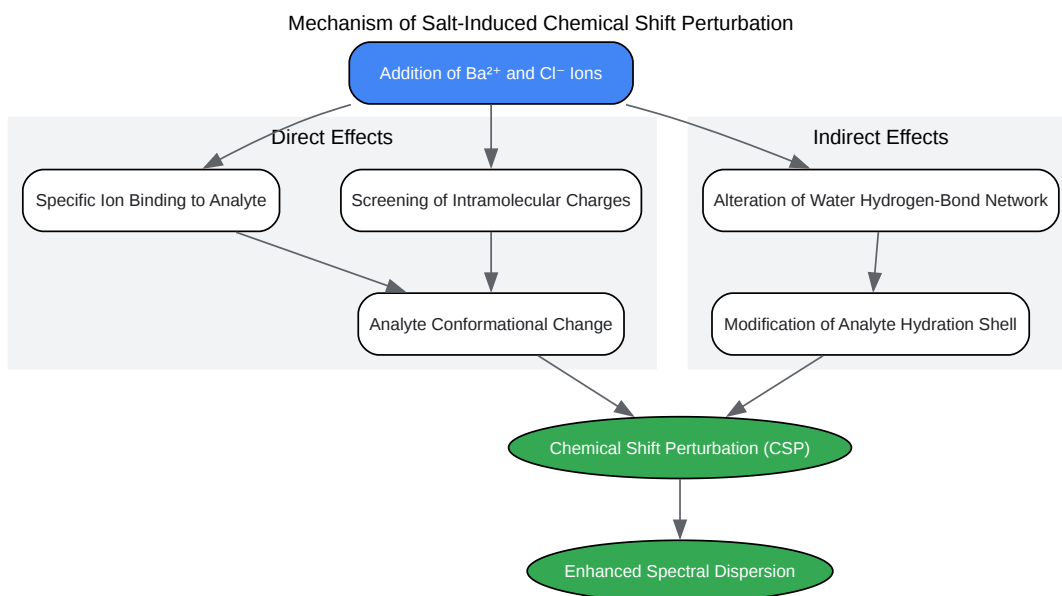 Mechanism of Salt-Induced Chemical Shift Perturbation
Addition of Ba²⁺ and Cl⁻ Ions
Direct Effects
Indirect Effects
Specific Ion Binding to Analyte
Screening of Intramolecular Charges
Alteration of Water Hydrogen-Bond Network
Analyte Conformational Change
Modification of Analyte Hydration Shell
Chemical Shift Perturbation (CSP)
Enhanced Spectral Dispersion